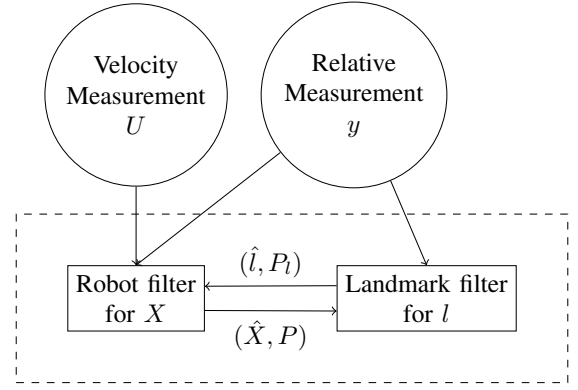 Velocity
Measurement
U
Relative
Measurement
y
(l̂, P_l)
Robot filter
for X
Landmark filter
for l
(X̂, P)